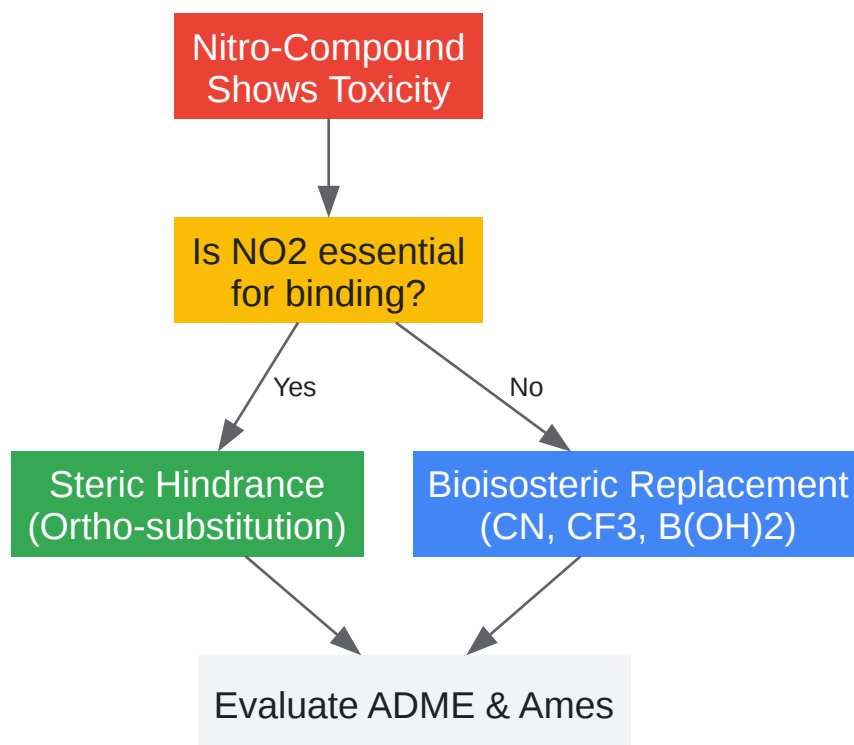 Nitro-Compound
Shows Toxicity
Is NO2 essential
for binding?
Yes
No
Steric Hindrance
(Ortho-substitution)
Bioisosteric Replacement
(CN, CF3, B(OH)2)
Evaluate ADME & Ames